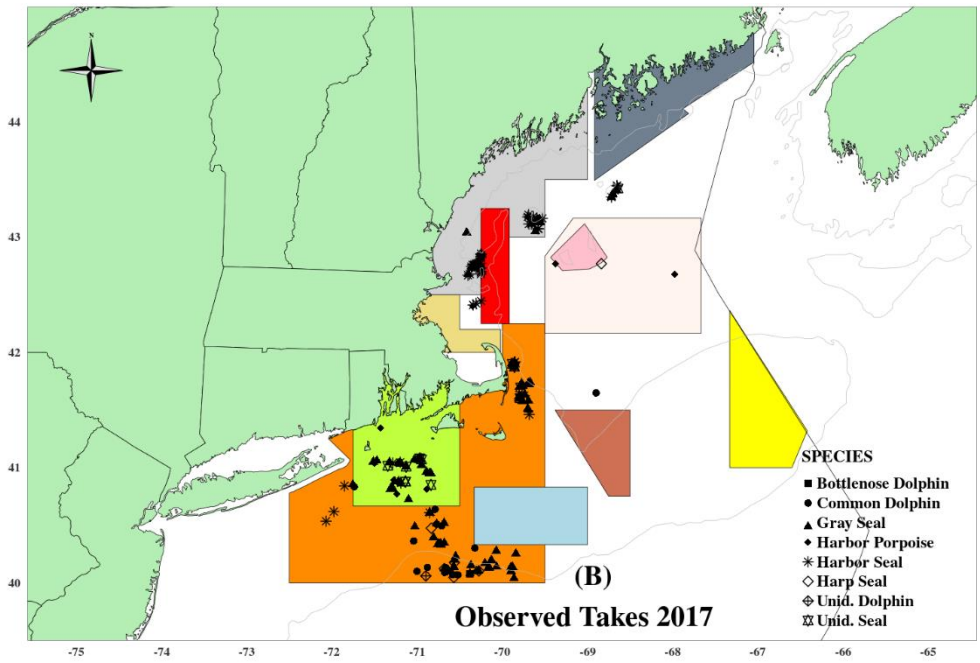 N
44
43
42
41
40
SPECIES
Bottlenose Dolphin
Common Dolphin
Gray Seal
Harbor Porpoise
Harbor Seal
Harp Seal
Unid. Dolphin
Unid. Seal
(B)
Observed Takes 2017
-75 -74 -73 -72 -71 -70 -69 -68 -67 -66 -65